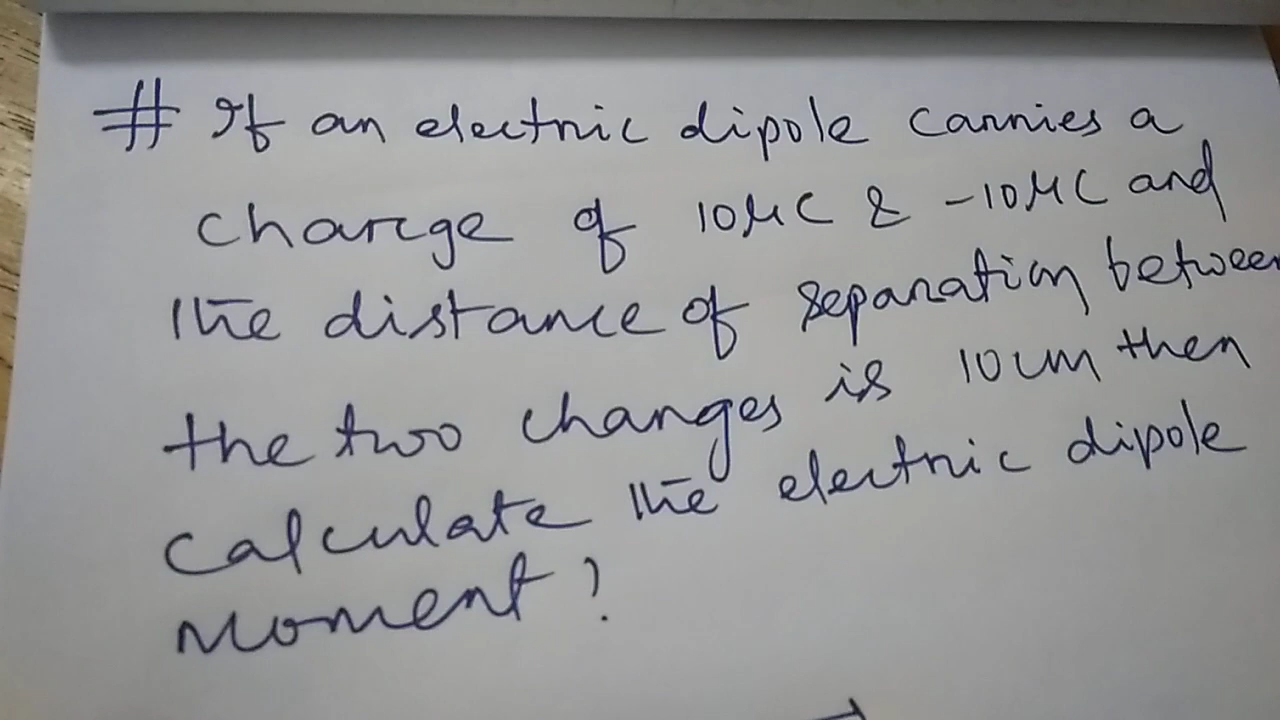 # If an electric dipole carries a
charge of 10μC & -10μC and
the distance of separation between
the two charges is 10cm then
calculate the electric dipole
moment?